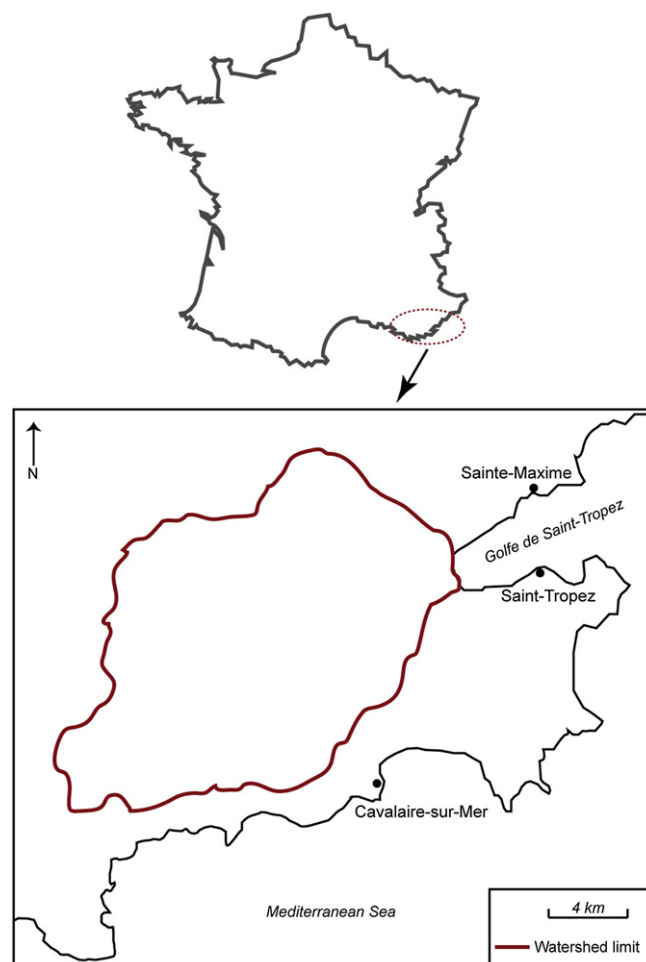 N
Sainte-Maxime
Golfe de Saint-Tropez
Saint-Tropez
Cavalaire-sur-Mer
Mediterranean Sea
4 km
Watershed limit